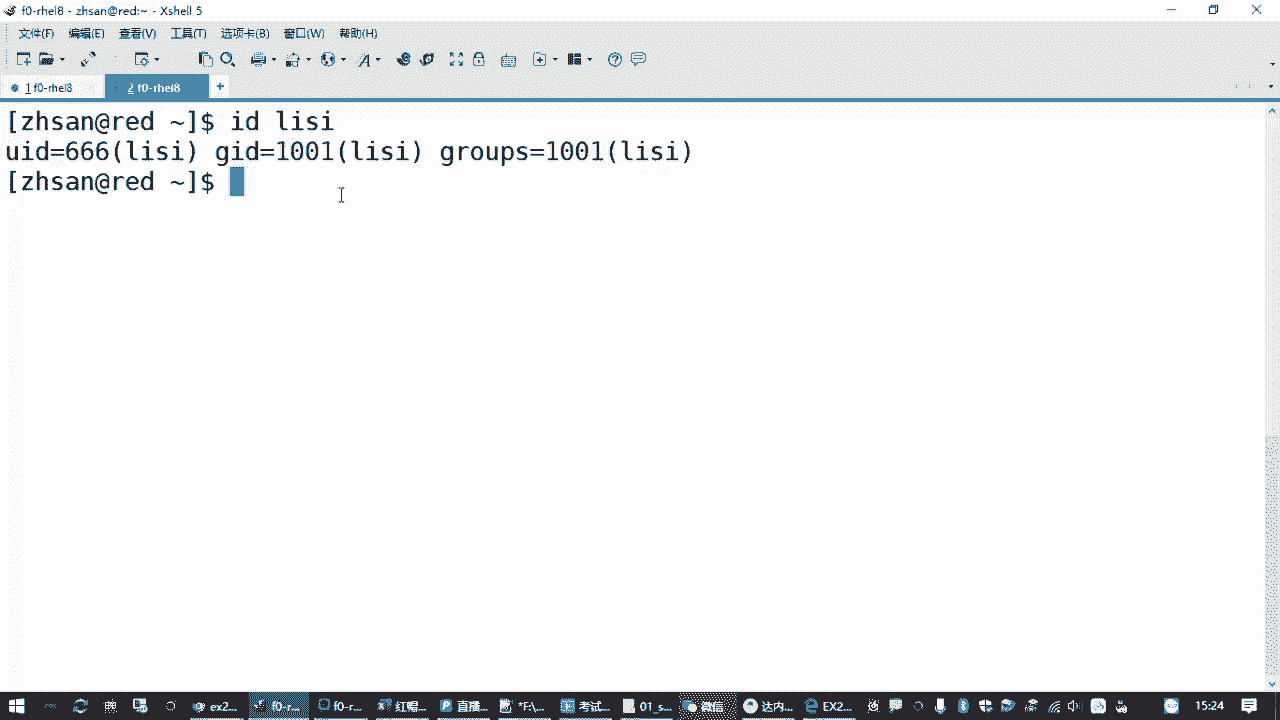 f0-rhel8 - zhsan@red:~ - Xshell 5
文件(F) 编辑(E) 查看(V) 工具(T) 选项卡(B) 窗口(W) 帮助(H)
1 f0-rhel8 2 f0-rhel8 +
[zhsan@red ~]$ id lisi
uid=666(lisi) gid=1001(lisi) groups=1001(lisi)
[zhsan@red ~]$
ex2... f0-r... f0-r... 红帽... 直播... *F:\... 考试... 01_s... 微信 达内... EX2... 15:24